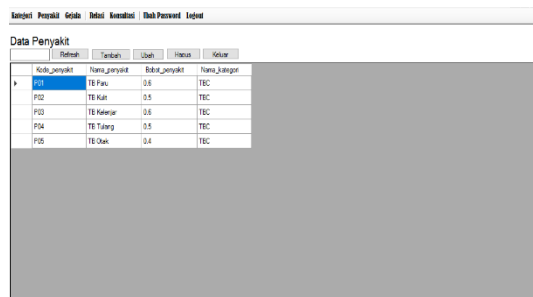 Kategori Penyakit Gejala Relasi Konsultasi Ubah Password Logout
Data Penyakit
Refresh Tambah Ubah Hapus Keluar
Kode_penyakit Nama_penyakit Bobot_penyakit Nama_kategori
P01 TB Paru 0.6 TBC
P02 TB Kulit 0.5 TBC
P03 TB Kelenjar 0.6 TBC
P04 TB Tulang 0.5 TBC
P05 TB Otak 0.4 TBC